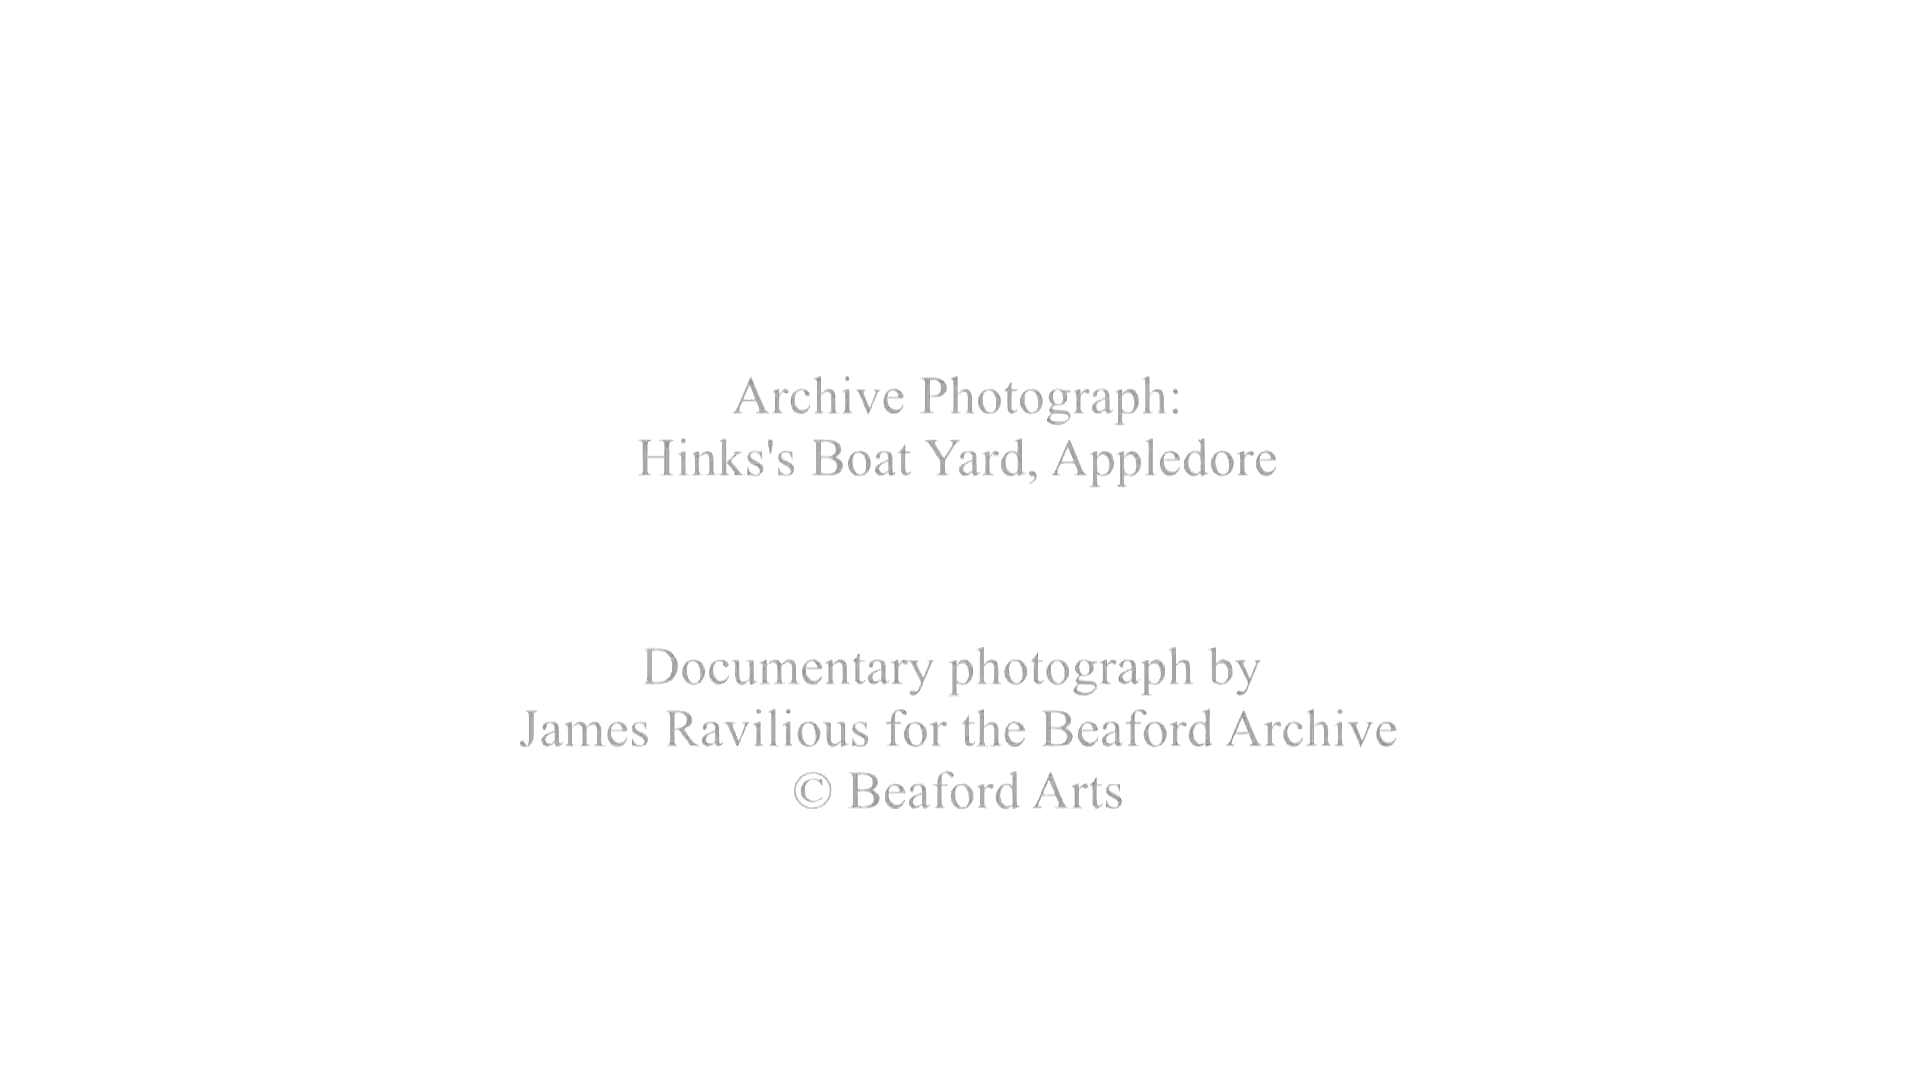 Archive Photograph:
Hinks's Boat Yard, Appledore
Documentary photograph by
James Ravilious for the Beaford Archive
© Beaford Arts